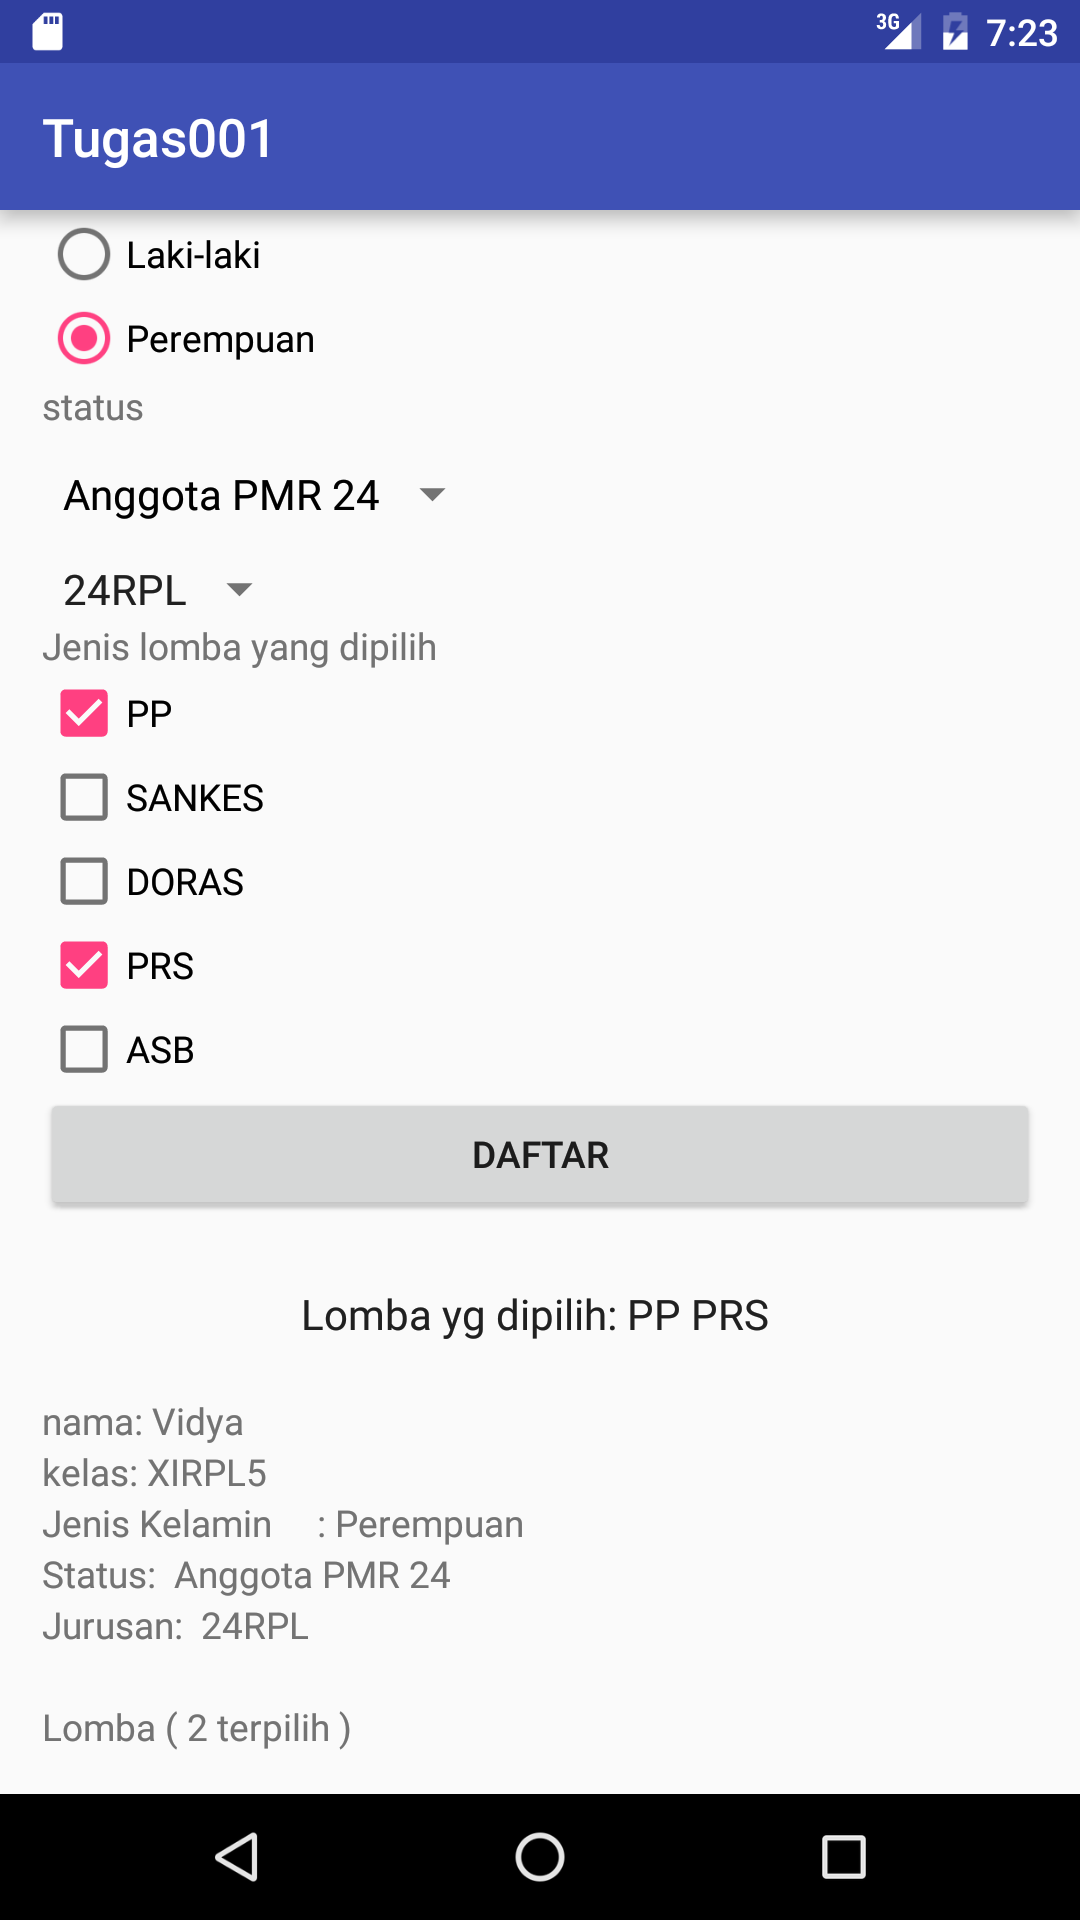 3G 7:23
Tugas001
Laki-laki
Perempuan
status
Anggota PMR 24
24RPL
Jenis lomba yang dipilih
PP
SANKES
DORAS
PRS
ASB
DAFTAR
Lomba yg dipilih: PP PRS
nama: Vidya
kelas: XIRPL5
Jenis Kelamin : Perempuan
Status: Anggota PMR 24
Jurusan: 24RPL
Lomba ( 2 terpilih )